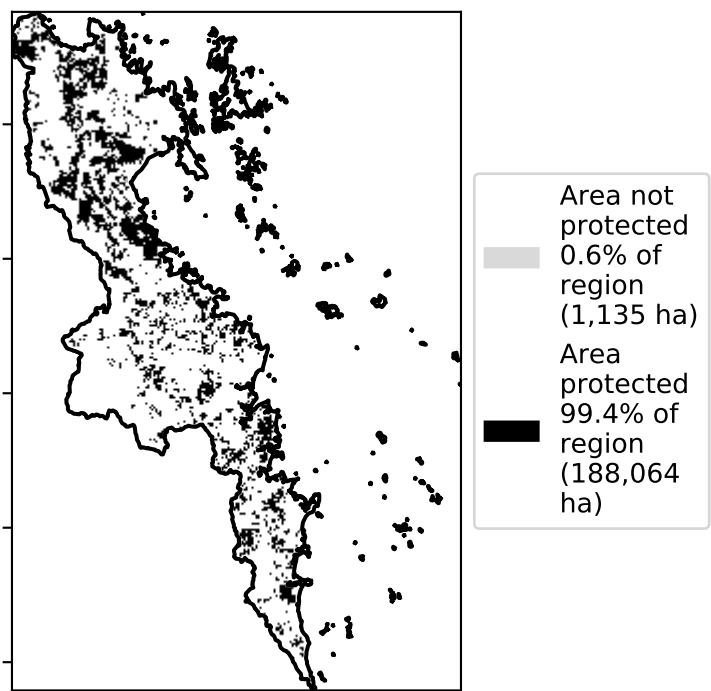 Area not
protected
0.6% of
region
(1,135 ha)
Area
protected
99.4% of
region
(188,064
ha)